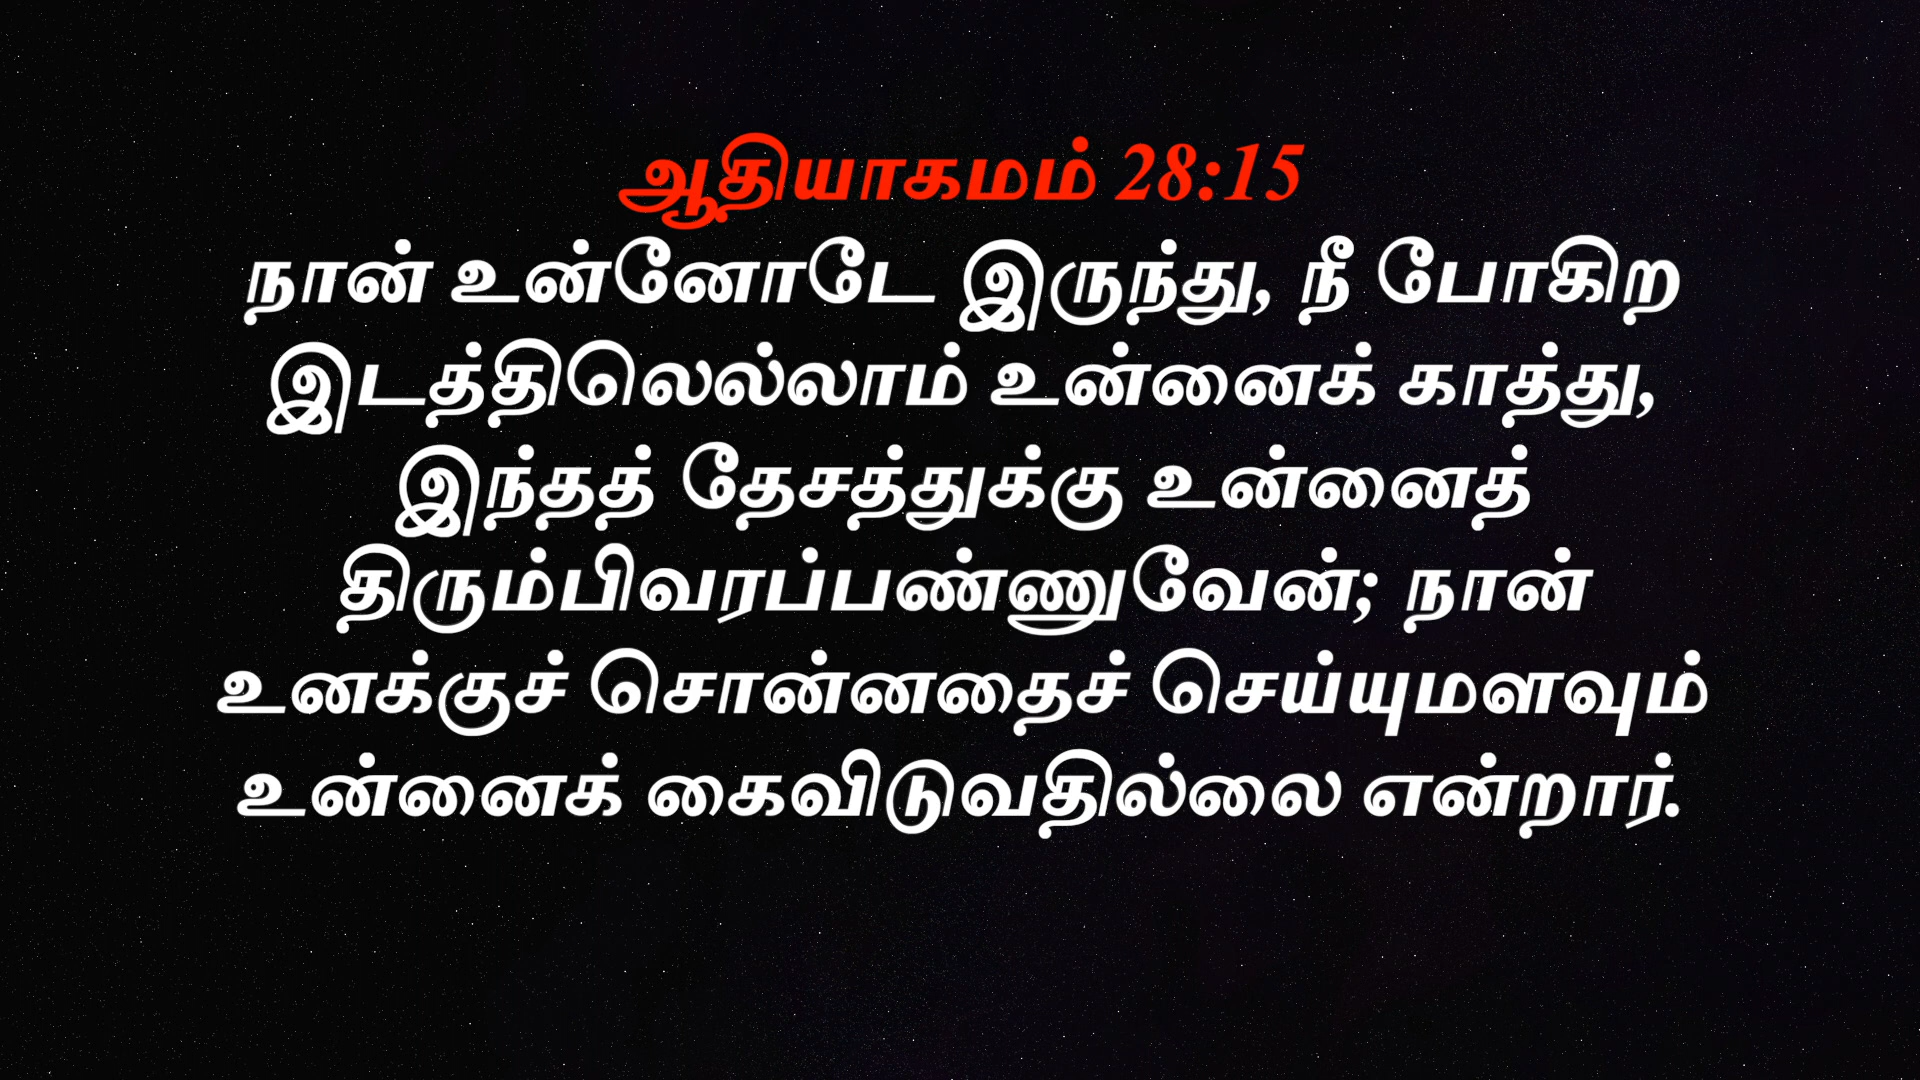 ஆதியாகமம் 28:15
நான் உன்னோடே இருந்து, நீ போகிற
இடத்திலெல்லாம் உன்னைக் காத்து,
இந்தத் தேசத்துக்கு உன்னைத்
திரும்பிவரப்பண்ணுவேன்; நான்
உனக்குச் சொன்னதைச் செய்யுமளவும்
உன்னைக் கைவிடுவதில்லை என்றார்.